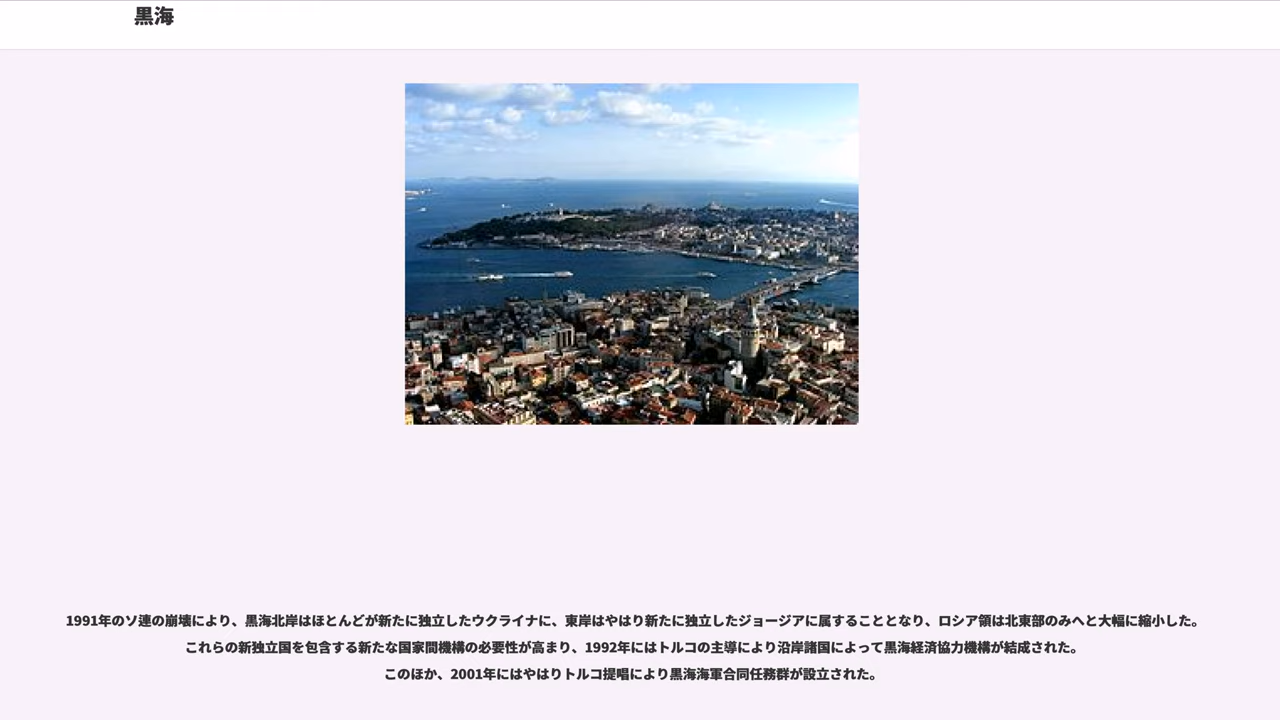 黒海
1991年のソ連の崩壊により、黒海北岸はほとんどが新たに独立したウクライナに、東岸はやはり新たに独立したジョージアに属することとなり、ロシア領は北東部のみへと大幅に縮小した。
これらの新独立国を包含する新たな国家間機構の必要性が高まり、1992年にはトルコの主導により沿岸諸国によって黒海経済協力機構が結成された。
このほか、2001年にはやはりトルコ提唱により黒海海軍合同任務群が設立された。